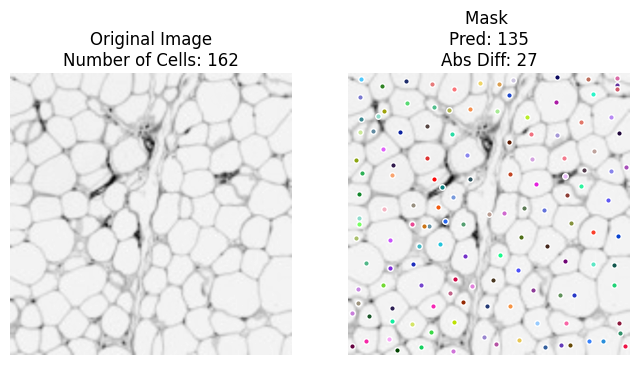 Original Image
Number of Cells: 162
Mask
Pred: 135
Abs Diff: 27